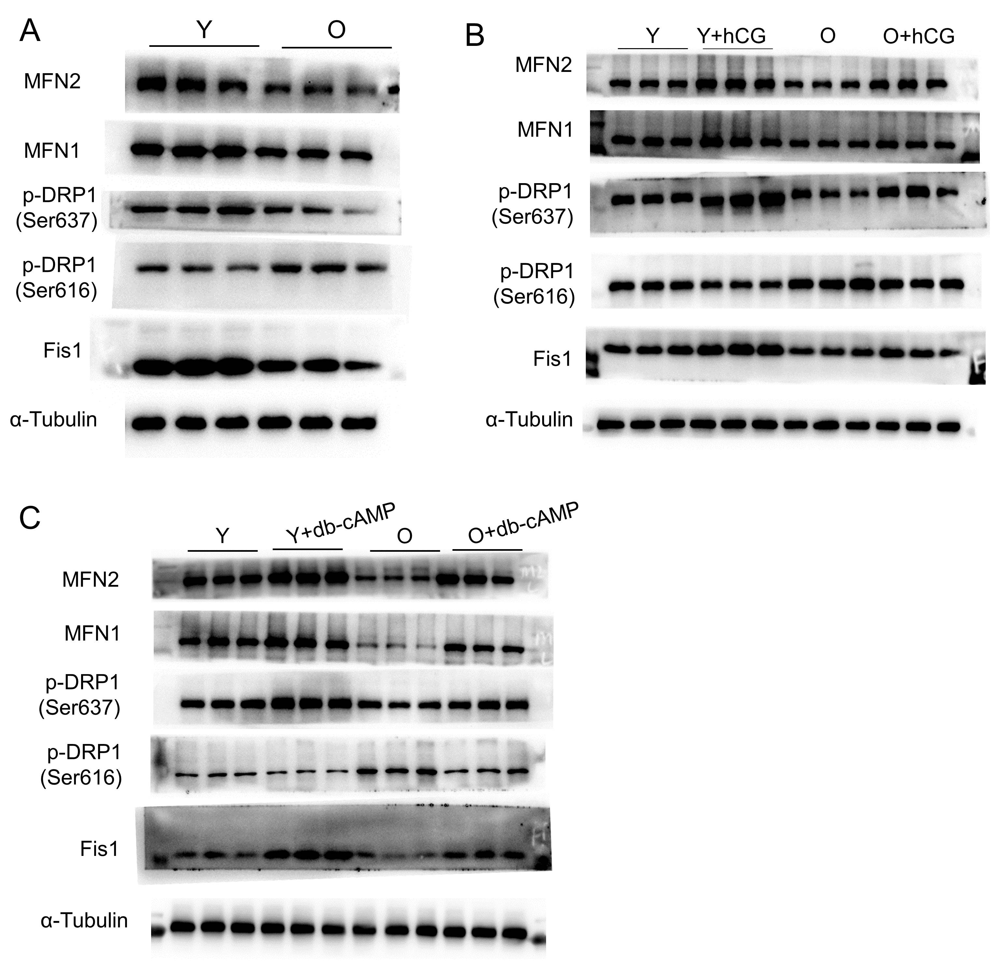 A
Y O
MFN2
MFN1
p-DRP1
(Ser637)
p-DRP1
(Ser616)
Fis1
α-Tubulin
B
Y Y+hCG O O+hCG
MFN2
MFN1
p-DRP1
(Ser637)
p-DRP1
(Ser616)
Fis1
α-Tubulin
C
Y Y+db-cAMP O O+db-cAMP
MFN2
MFN1
p-DRP1
(Ser637)
p-DRP1
(Ser616)
Fis1
α-Tubulin